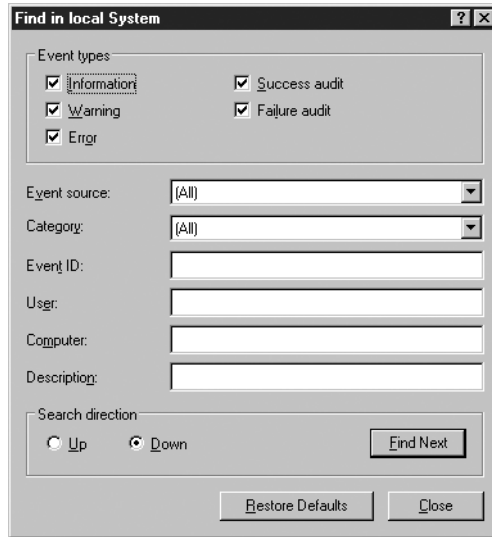 Find in local System
Event types
Information
Success audit
Warning
Failure audit
Error
Event source: (All)
Category: (All)
Event ID:
User:
Computer:
Description:
Search direction
Up
Down
Find Next
Restore Defaults
Close